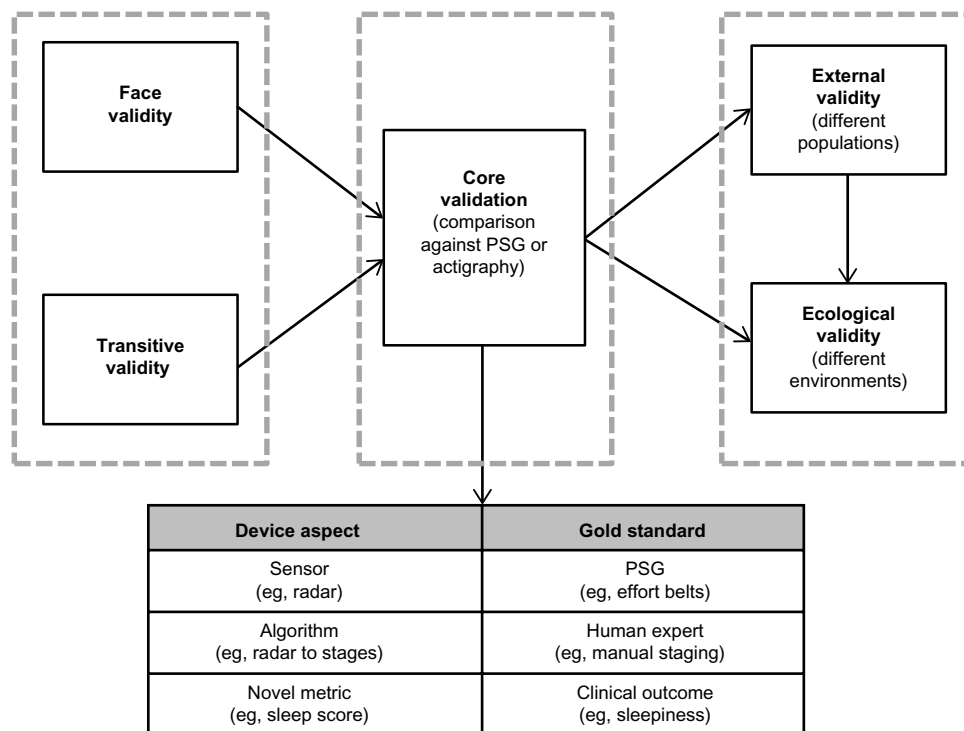 Face
validity
Transitive
validity
Core
validation
(comparison
against PSG or
actigraphy)
External
validity
(different
populations)
Ecological
validity
(different
environments)
Device aspect
Gold standard
Sensor
(eg, radar)
PSG
(eg, effort belts)
Algorithm
(eg, radar to stages)
Human expert
(eg, manual staging)
Novel metric
(eg, sleep score)
Clinical outcome
(eg, sleepiness)